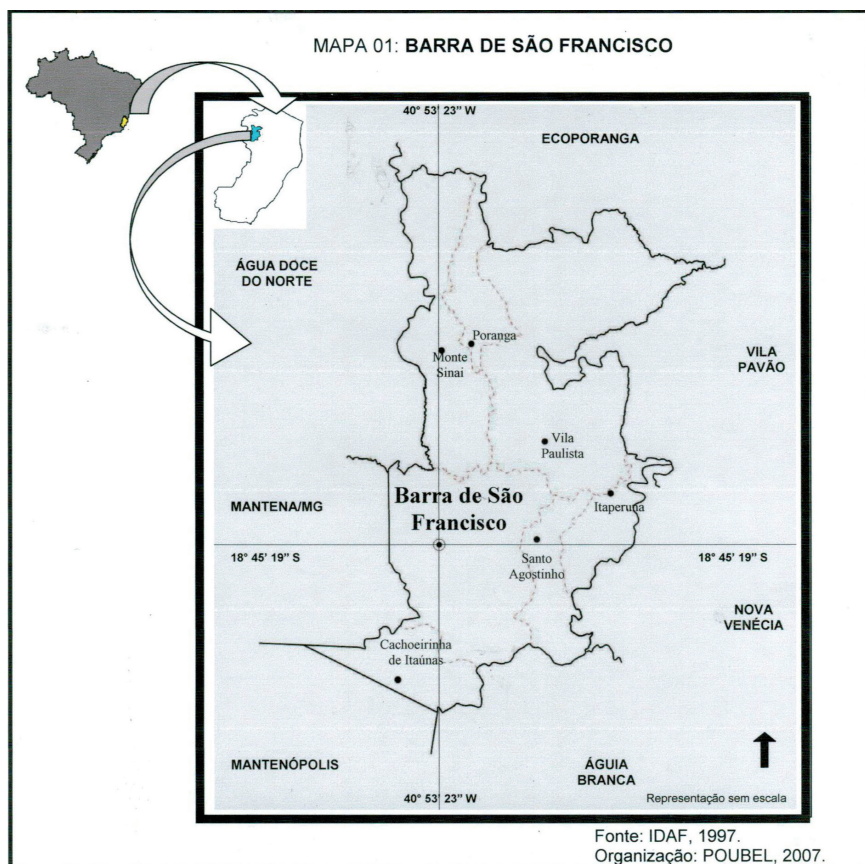 MAPA 01: BARRA DE SÃO FRANCISCO
40° 53' 23" W
ECOPORANGA
ÁGUA DOCE
DO NORTE
Poranga
Monte
Sinai
VILA
PAVÃO
Vila
Paulista
Barra de São
Francisco
MANTENA/MG
Itaperuna
18° 45' 19" S
18° 45' 19" S
Santo
Agostinho
NOVA
VENÉCIA
Cachoeirinha
de Itaúnas
MANTENÓPOLIS
ÁGUIA
BRANCA
40° 53' 23" W
Representação sem escala
Fonte: IDAF, 1997.
Organização: POUBEL, 2007.